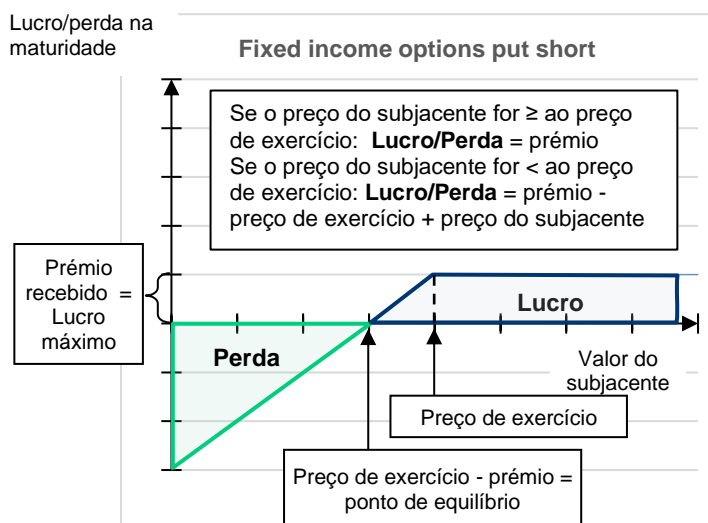 Lucro/perda na
maturidade
Fixed income options put short
Se o preço do subjacente for ≥ ao preço
de exercício: Lucro/Perda = prémio
Se o preço do subjacente for < ao preço
de exercício: Lucro/Perda = prémio -
preço de exercício + preço do subjacente
Prémio
recebido =
Lucro
máximo
Lucro
Perda
Valor do
subjacente
Preço de exercício
Preço de exercício - prémio =
ponto de equilíbrio